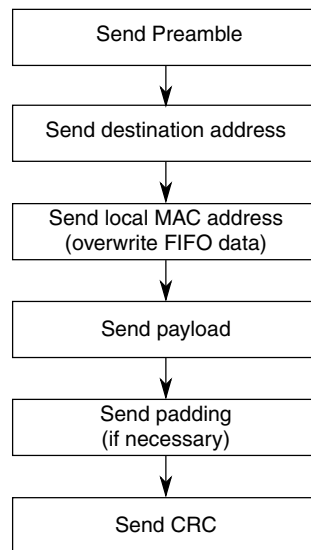 Send Preamble
Send destination address
Send local MAC address
(overwrite FIFO data)
Send payload
Send padding
(if necessary)
Send CRC